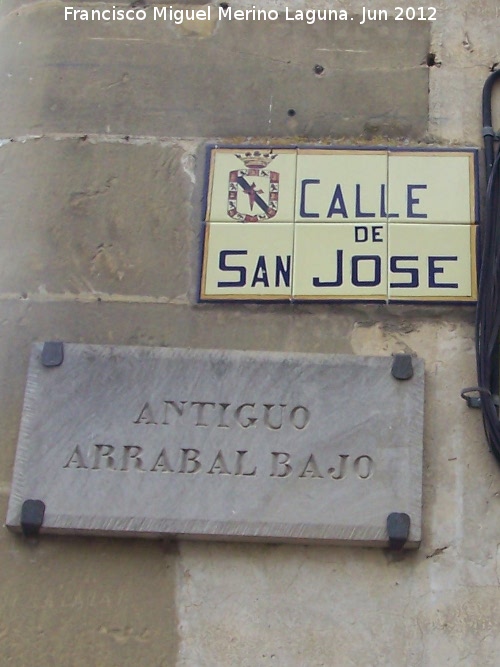 Francisco Miguel Merino Laguna. Jun 2012
CALLE
DE
SAN JOSE
ANTIGUO
ARRABAL BAJO